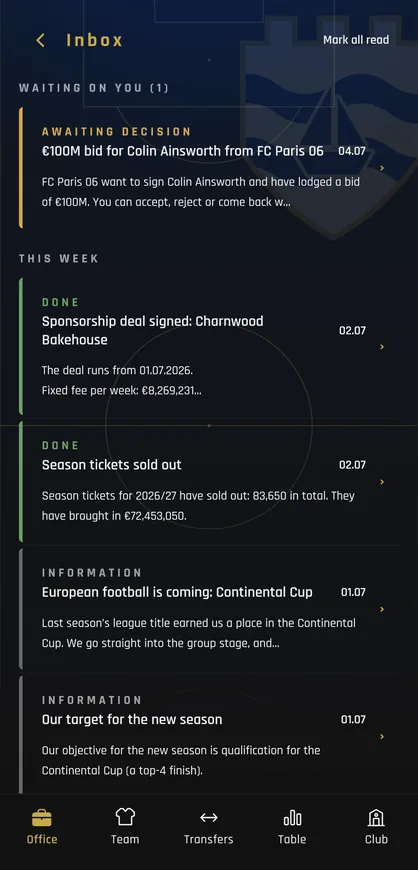 Inbox
Mark all read
WAITING ON YOU (1)
AWAITING DECISION
€100M bid for Colin Ainsworth from FC Paris 06
04.07
FC Paris 06 want to sign Colin Ainsworth and have lodged a bid
of €100M. You can accept, reject or come back w...
THIS WEEK
DONE
Sponsorship deal signed: Charnwood
Bakehouse
02.07
The deal runs from 01.07.2026.
Fixed fee per week: €8,269,231...
DONE
Season tickets sold out
02.07
Season tickets for 2026/27 have sold out: 83,650 in total. They
have brought in €72,453,050.
INFORMATION
European football is coming: Continental Cup
01.07
Last season's league title earned us a place in the Continental
Cup. We go straight into the group stage, and...
INFORMATION
Our target for the new season
01.07
Our objective for the new season is qualification for the
Continental Cup (a top-4 finish).
Office
Team
Transfers
Table
Club